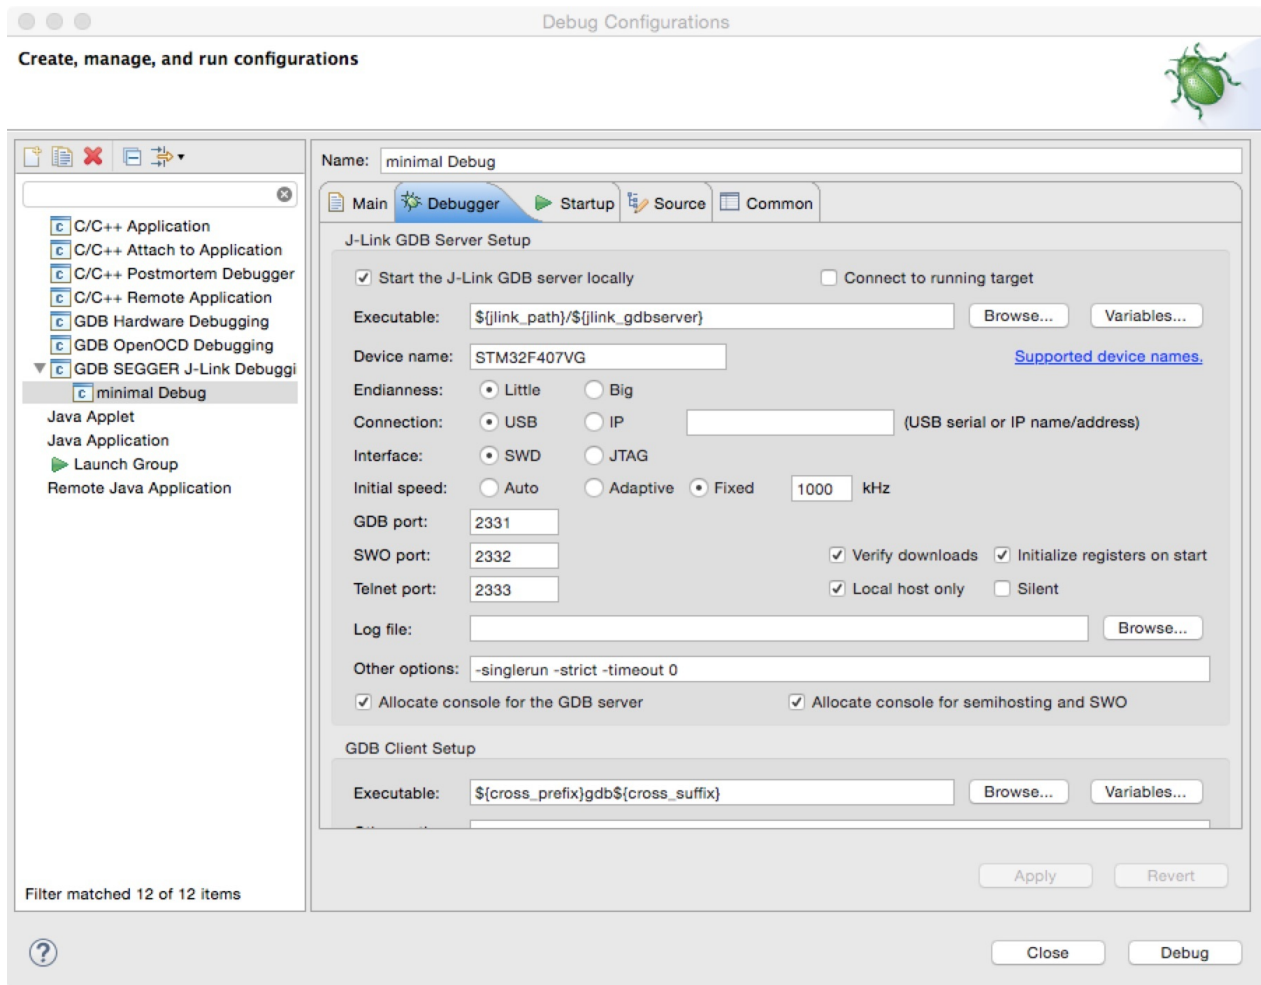 Debug Configurations
Create, manage, and run configurations
Name: minimal Debug
Main Debugger Startup Source Common
C/C++ Application
C/C++ Attach to Application
C/C++ Postmortem Debugger
C/C++ Remote Application
GDB Hardware Debugging
GDB OpenOCD Debugging
GDB SEGGER J-Link Debuggi
minimal Debug
Java Applet
Java Application
Launch Group
Remote Java Application
Filter matched 12 of 12 items
J-Link GDB Server Setup
Start the J-Link GDB server locally Connect to running target
Executable: ${jlink_path}/${jlink_gdbserver} Browse... Variables...
Device name: STM32F407VG Supported device names.
Endianness: Little Big
Connection: USB IP (USB serial or IP name/address)
Interface: SWD JTAG
Initial speed: Auto Adaptive Fixed 1000 kHz
GDB port: 2331
SWO port: 2332 Verify downloads Initialize registers on start
Telnet port: 2333 Local host only Silent
Log file: Browse...
Other options: -singlerun -strict -timeout 0
Allocate console for the GDB server Allocate console for semihosting and SWO
GDB Client Setup
Executable: ${cross_prefix}gdb${cross_suffix} Browse... Variables...
Apply Revert
? Close Debug